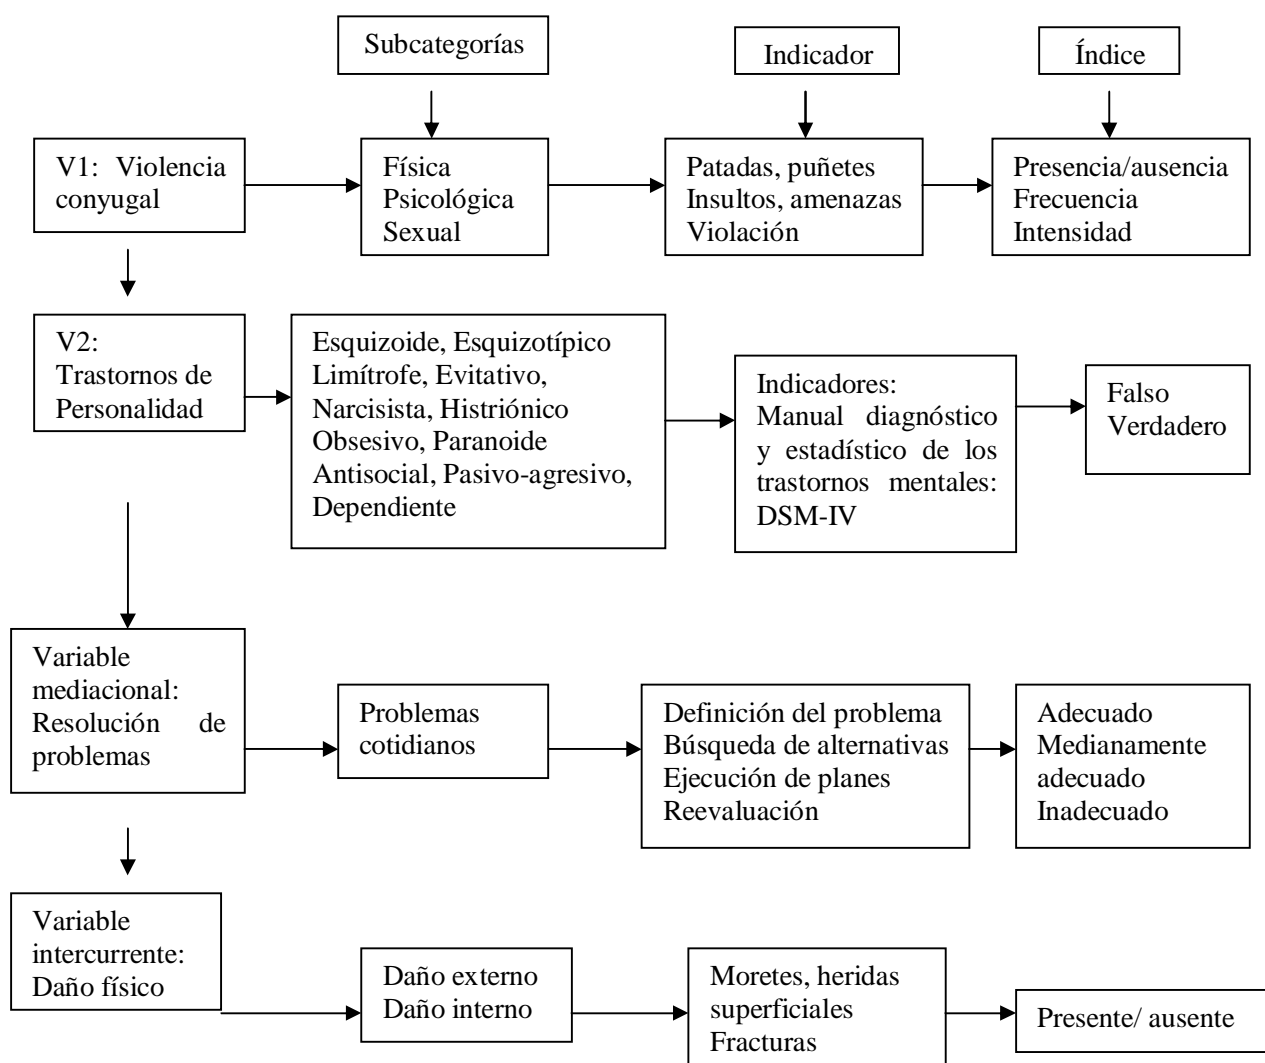 Subcategorías
Indicador
Índice
V1: Violencia
conyugal
Física
Psicológica
Sexual
Patadas, puñetes
Insultos, amenazas
Violación
Presencia/ausencia
Frecuencia
Intensidad
V2:
Trastornos de
Personalidad
Esquizoide, Esquizotípico
Limítrofe, Evitativo,
Narcisista, Histriónico
Obsesivo, Paranoide
Antisocial, Pasivo-agresivo,
Dependiente
Indicadores:
Manual diagnóstico
y estadístico de los
trastornos mentales:
DSM-IV
Falso
Verdadero
Variable
mediacional:
Resolución de
problemas
Problemas
cotidianos
Definición del problema
Búsqueda de alternativas
Ejecución de planes
Reevaluación
Adecuado
Medianamente
adecuado
Inadecuado
Variable
intercurrente:
Daño físico
Daño externo
Daño interno
Moretes, heridas
superficiales
Fracturas
Presente/ ausente